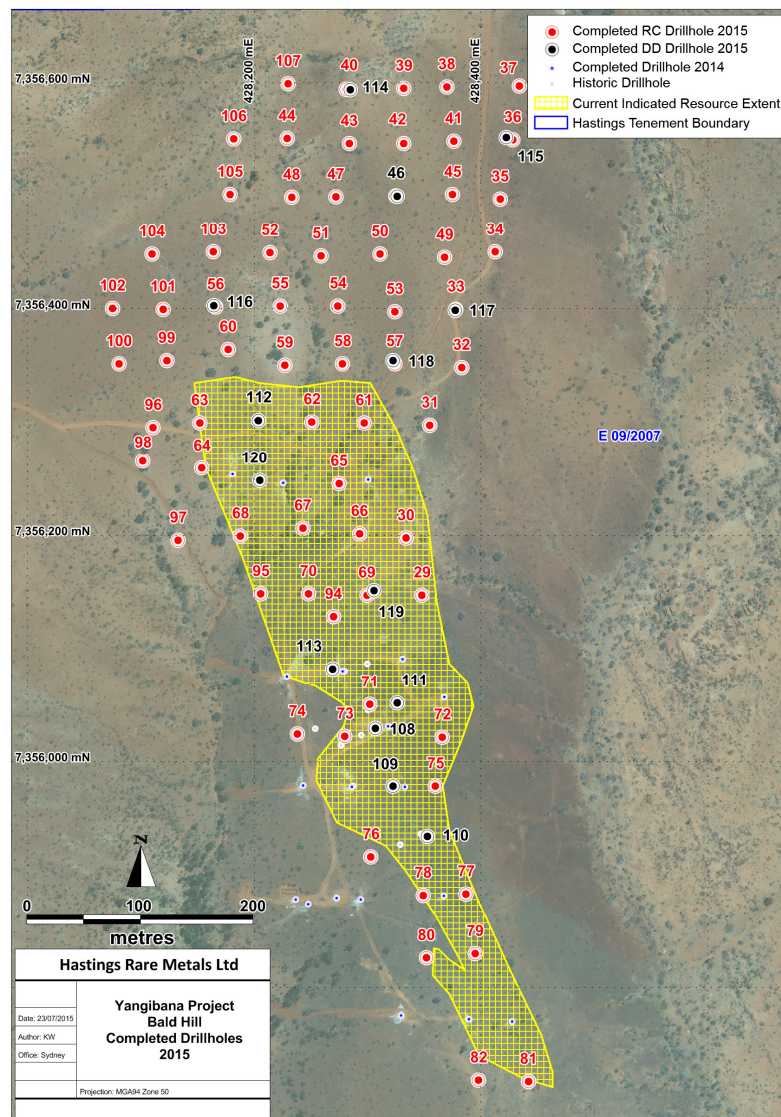 Completed RC Drillhole 2015
Completed DD Drillhole 2015
Completed Drillhole 2014
Historic Drillhole
Current Indicated Resource Extent
Hastings Tenement Boundary
428,200 mE
428,400 mE
7,356,600 mN
107 40 39 38 37
114
106 44 43 42 41 36
115
105 48 47 46 45 35
104 103 52 51 50 49 34
7,356,400 mN
102 101 56 55 54 53 33
116 117
100 99 60 59 58 57 32
118
96 63 112 62 61 31
98 64 120 65
E 09/2007
7,356,200 mN
97 68 67 66 30
95 70 94 69 29
119
113
71 111
74 73 108 72
7,356,000 mN
109 75
76 110
78 77
80 79
82 81
N
0 100 200
metres
Hastings Rare Metals Ltd
Date: 23/07/2015
Author: KW
Office: Sydney
Yangibana Project
Bald Hill
Completed Drillholes
2015
Projection: MGA94 Zone 50